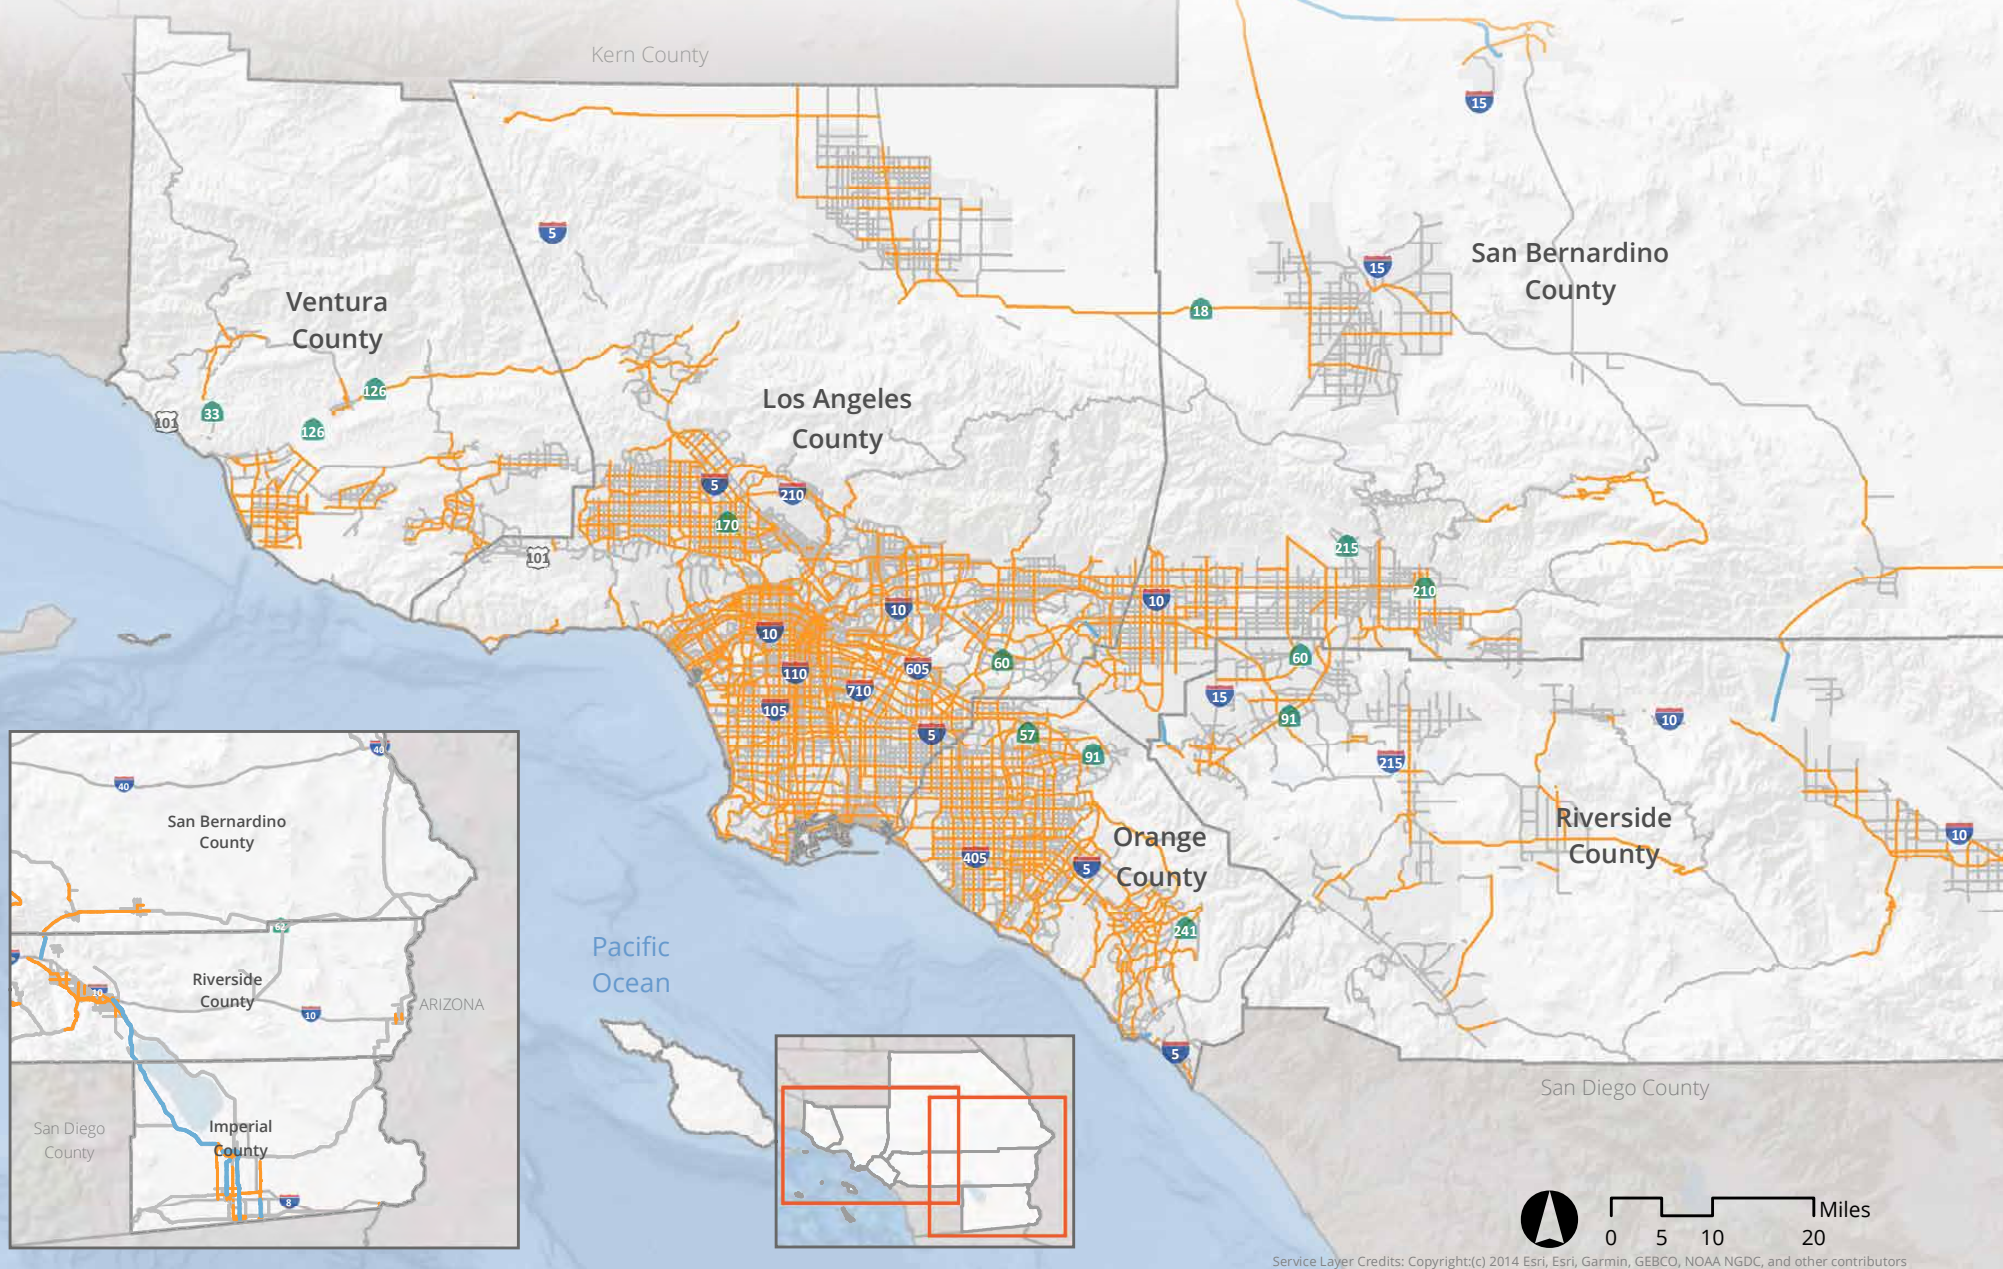 Kern County
15
5
San Bernardino
County
15
Ventura
County
18
126
Los Angeles
County
33
101
126
5
210
170
101
215
210
10
10
10
60
60
110
605
710
15
105
91
10
5
57
91
215
Riverside
County
Orange
County
10
405
5
241
Pacific
Ocean
5
San Diego County
40
40
San Bernardino
County
62
Riverside
County
10
10
ARIZONA
San Diego
County
Imperial
County
8
Miles
0 5 10 20
Service Layer Credits: Copyright:(c) 2014 Esri, Esri, Garmin, GEBCO, NOAA NGDC, and other contributors